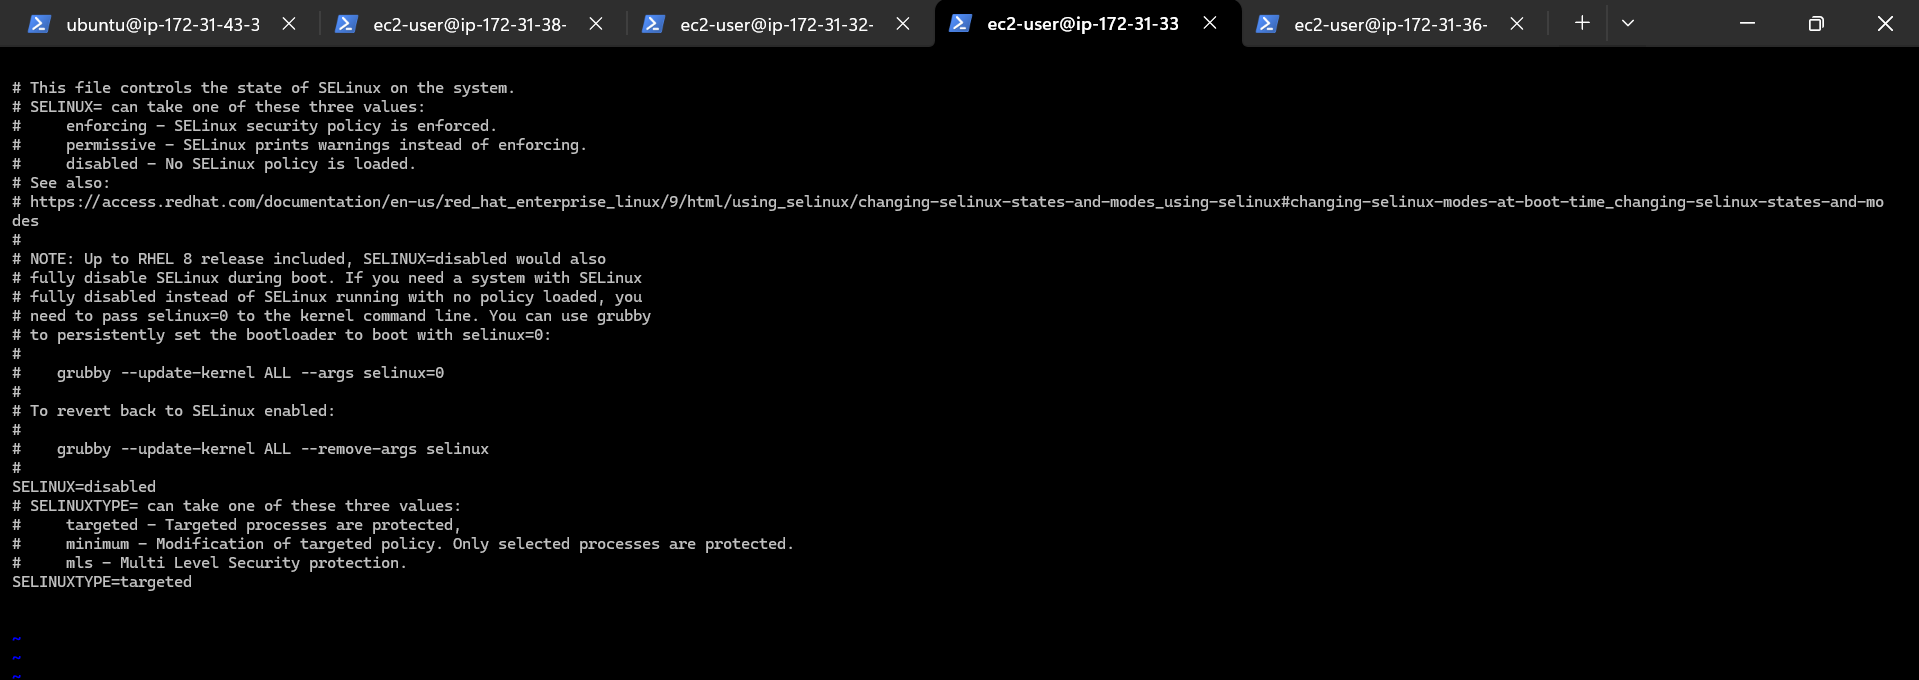 ubuntu@ip-172-31-43-3
ec2-user@ip-172-31-38-
ec2-user@ip-172-31-32-
ec2-user@ip-172-31-33
ec2-user@ip-172-31-36-
# This file controls the state of SELinux on the system.
# SELINUX= can take one of these three values:
#     enforcing - SELinux security policy is enforced.
#     permissive - SELinux prints warnings instead of enforcing.
#     disabled - No SELinux policy is loaded.
# See also:
# https://access.redhat.com/documentation/en-us/red_hat_enterprise_linux/9/html/using_selinux/changing-selinux-states-and-modes_using-selinux#changing-selinux-modes-at-boot-time_changing-selinux-states-and-mo
des
#
# NOTE: Up to RHEL 8 release included, SELINUX=disabled would also
# fully disable SELinux during boot. If you need a system with SELinux
# fully disabled instead of SELinux running with no policy loaded, you
# need to pass selinux=0 to the kernel command line. You can use grubby
# to persistently set the bootloader to boot with selinux=0:
#
#    grubby --update-kernel ALL --args selinux=0
#
# To revert back to SELinux enabled:
#
#    grubby --update-kernel ALL --remove-args selinux
#
SELINUX=disabled
# SELINUXTYPE= can take one of these three values:
#     targeted - Targeted processes are protected,
#     minimum - Modification of targeted policy. Only selected processes are protected.
#     mls - Multi Level Security protection.
SELINUXTYPE=targeted
~
~
~